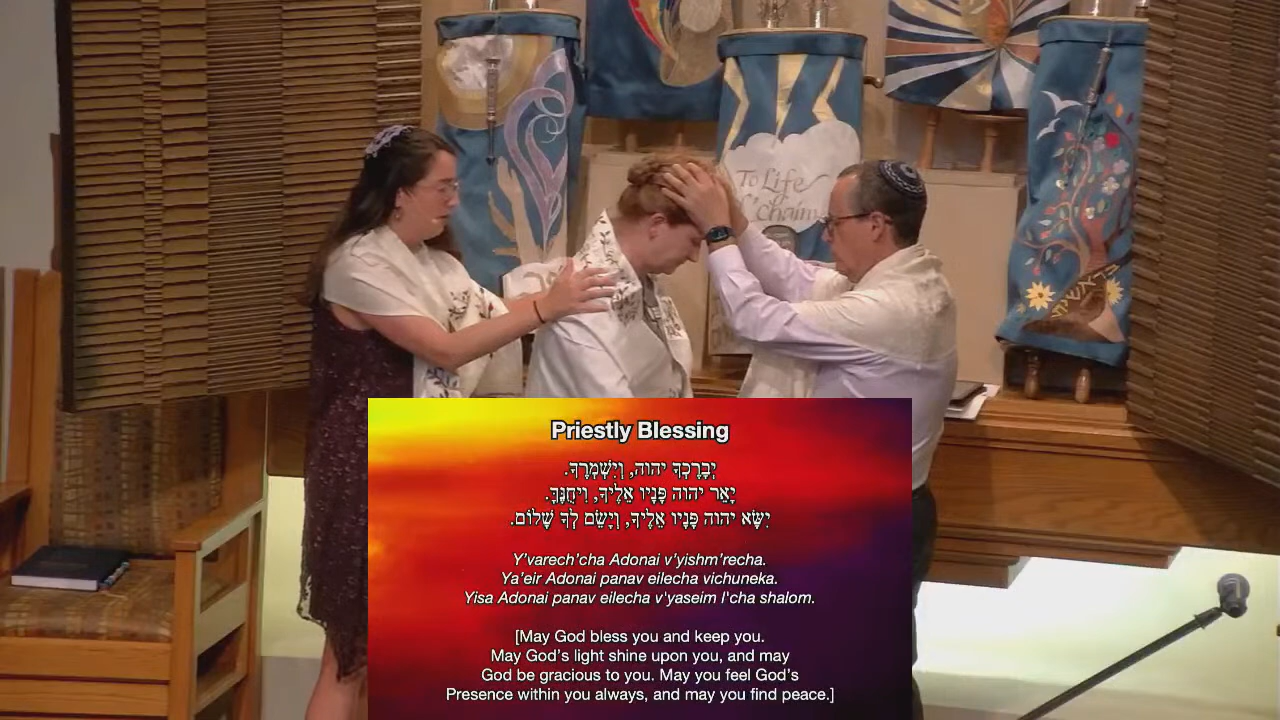 To Life
L'Chaim
בראשית
Priestly Blessing
יְבָרֶכְךָ יהוה, וְיִשְׁמְרֶךָ.
יָאֵר יהוה פָּנָיו אֵלֶיךָ, וִיחֻנֶּךָּ.
יִשָּׂא יהוה פָּנָיו אֵלֶיךָ, וְיָשֵׂם לְךָ שָׁלוֹם.
Y'varech'cha Adonai v'yishm'recha.
Ya'eir Adonai panav eilecha vichuneka.
Yisa Adonai panav eilecha v'yaseim l'cha shalom.
[May God bless you and keep you.
May God's light shine upon you, and may
God be gracious to you. May you feel God's
Presence within you always, and may you find peace.]